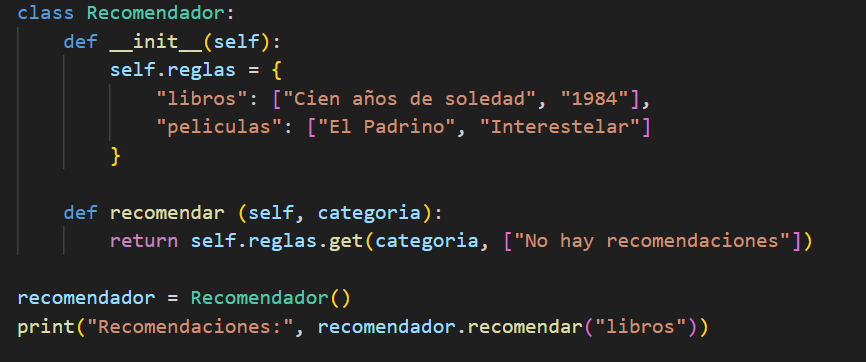 class Recomendador:
    def __init__(self):
        self.reglas = {
            "libros": ["Cien años de soledad", "1984"],
            "peliculas": ["El Padrino", "Interestelar"]
        }

    def recomendar (self, categoria):
        return self.reglas.get(categoria, ["No hay recomendaciones"])

recomendador = Recomendador()
print("Recomendaciones:", recomendador.recomendar("libros"))